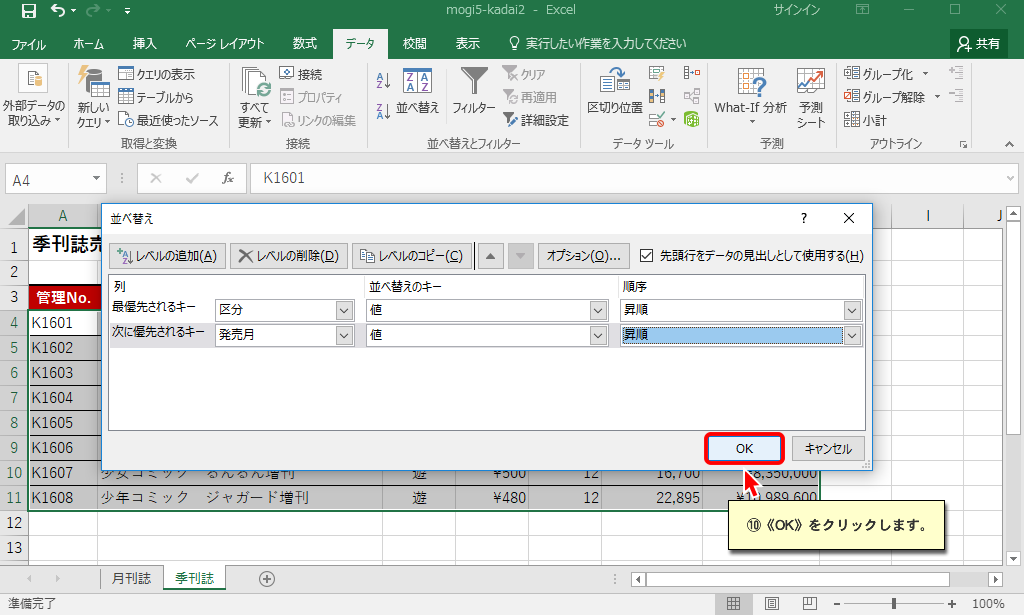 mogi5-kadai2 - Excel
サインイン
ファイル ホーム 挿入 ページ レイアウト 数式 データ 校閲 表示 実行したい作業を入力してください 共有
外部データの取り込み
新しいクエリ
クエリの表示
テーブルから
最近使ったソース
取得と変換
すべて更新
接続
プロパティ
リンクの編集
接続
並べ替え
フィルター
クリア
再適用
詳細設定
並べ替えとフィルター
区切り位置
データ ツール
What-If 分析
予測シート
予測
グループ化
グループ解除
小計
アウトライン
A4 fx K1601
A I J
1 季刊誌売
2
3 管理No.
4 K1601
5 K1602
6 K1603
7 K1604
8 K1605
9 K1606
10 K1607 少女コミック るんるん増刊 遊 ¥500 12 16,700 ¥8,350,000
11 K1608 少年コミック ジャガード増刊 遊 ¥480 12 22,895 ¥10,989,600
12
13
並べ替え ?
レベルの追加(A) レベルの削除(D) レベルのコピー(C) オプション(O)... 先頭行をデータの見出しとして使用する(H)
列 並べ替えのキー 順序
最優先されるキー 区分 値 昇順
次に優先されるキー 発売月 値 昇順
OK キャンセル
⑩《OK》をクリックします。
月刊誌 季刊誌
準備完了 100%